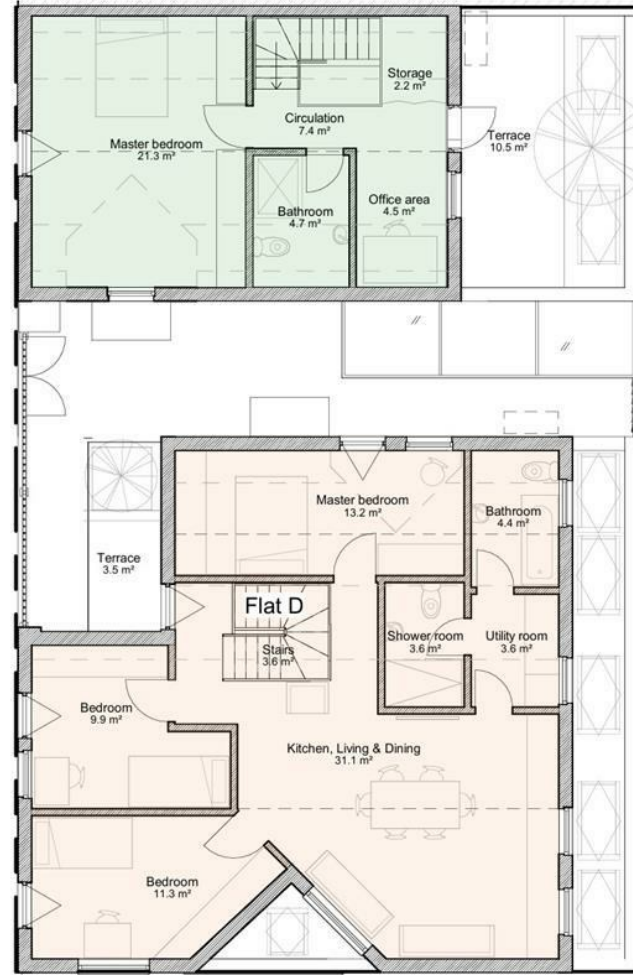 Storage
2.2 m²
Circulation
7.4 m²
Master bedroom
21.3 m²
Terrace
10.5 m²
Bathroom
4.7 m²
Office area
4.5 m²
Master bedroom
13.2 m²
Bathroom
4.4 m²
Terrace
3.5 m²
Flat D
Stairs
3.6 m²
Shower room
3.6 m²
Utility room
3.6 m²
Bedroom
9.9 m²
Kitchen, Living & Dining
31.1 m²
Bedroom
11.3 m²